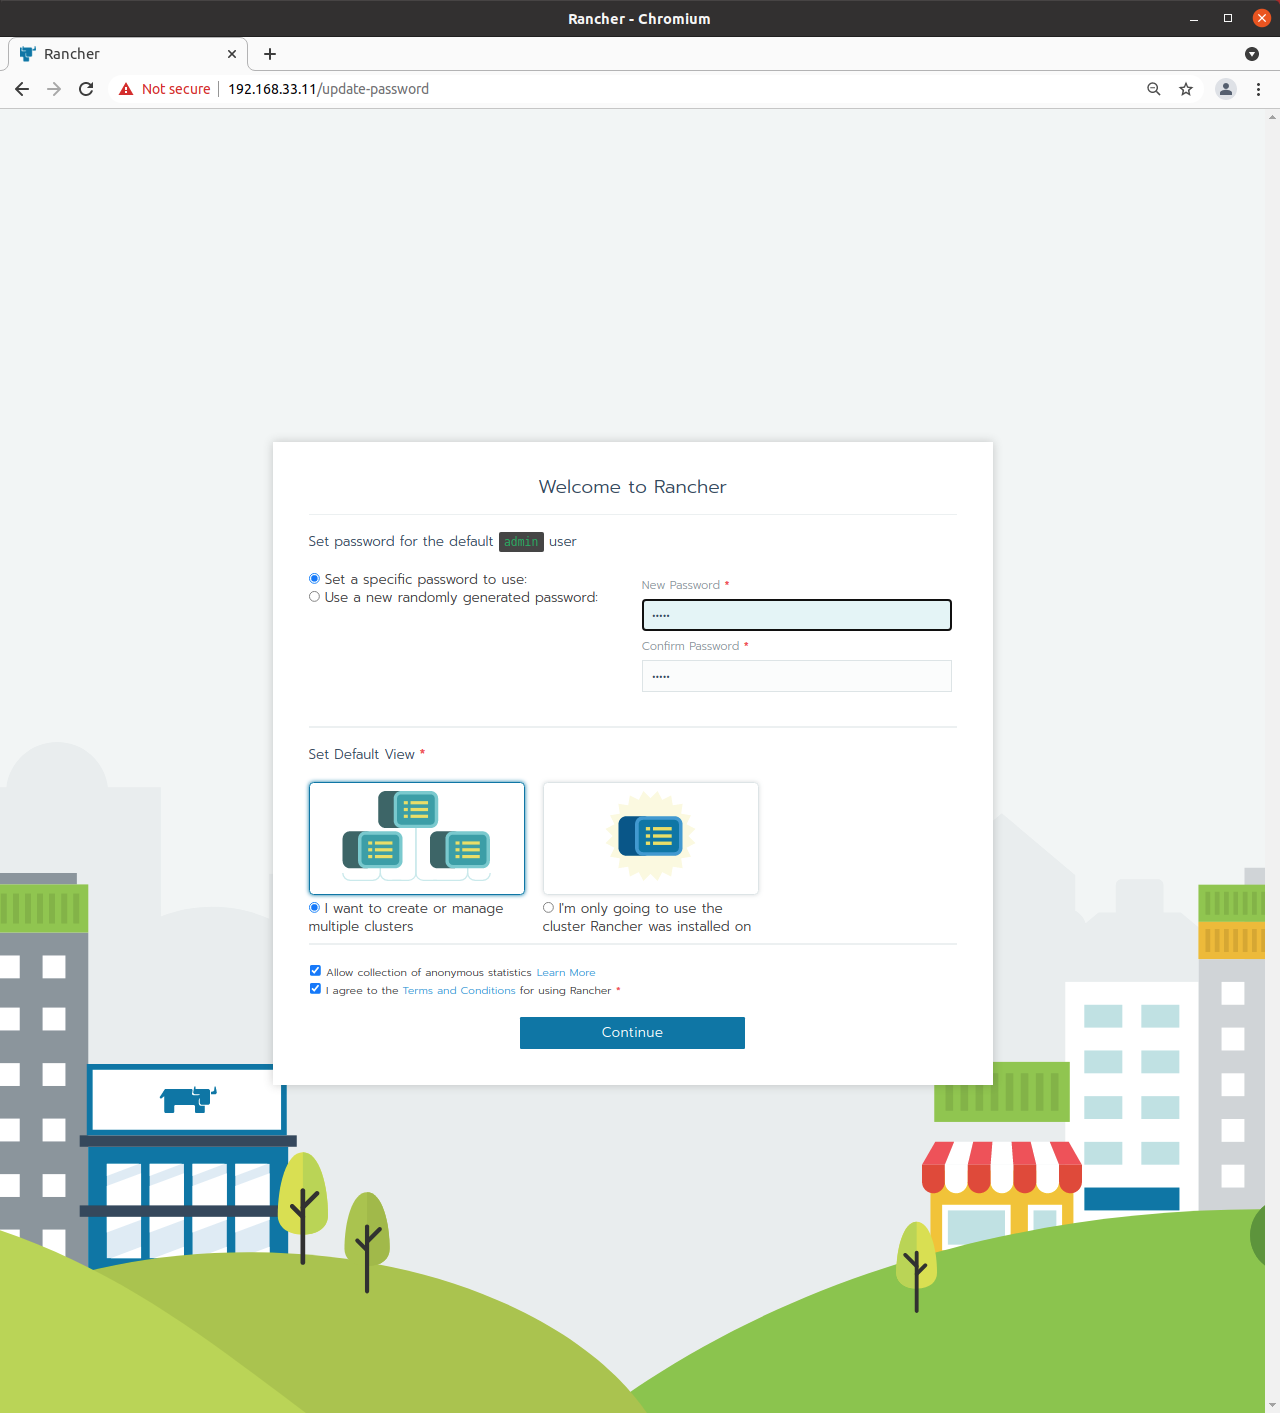 Rancher - Chromium
Rancher
Not secure
192.168.33.11/update-password
Welcome to Rancher
Set password for the default admin user
Set a specific password to use:
Use a new randomly generated password:
New Password *
•••••
Confirm Password *
•••••
Set Default View *
I want to create or manage
multiple clusters
I'm only going to use the
cluster Rancher was installed on
Allow collection of anonymous statistics Learn More
I agree to the Terms and Conditions for using Rancher *
Continue